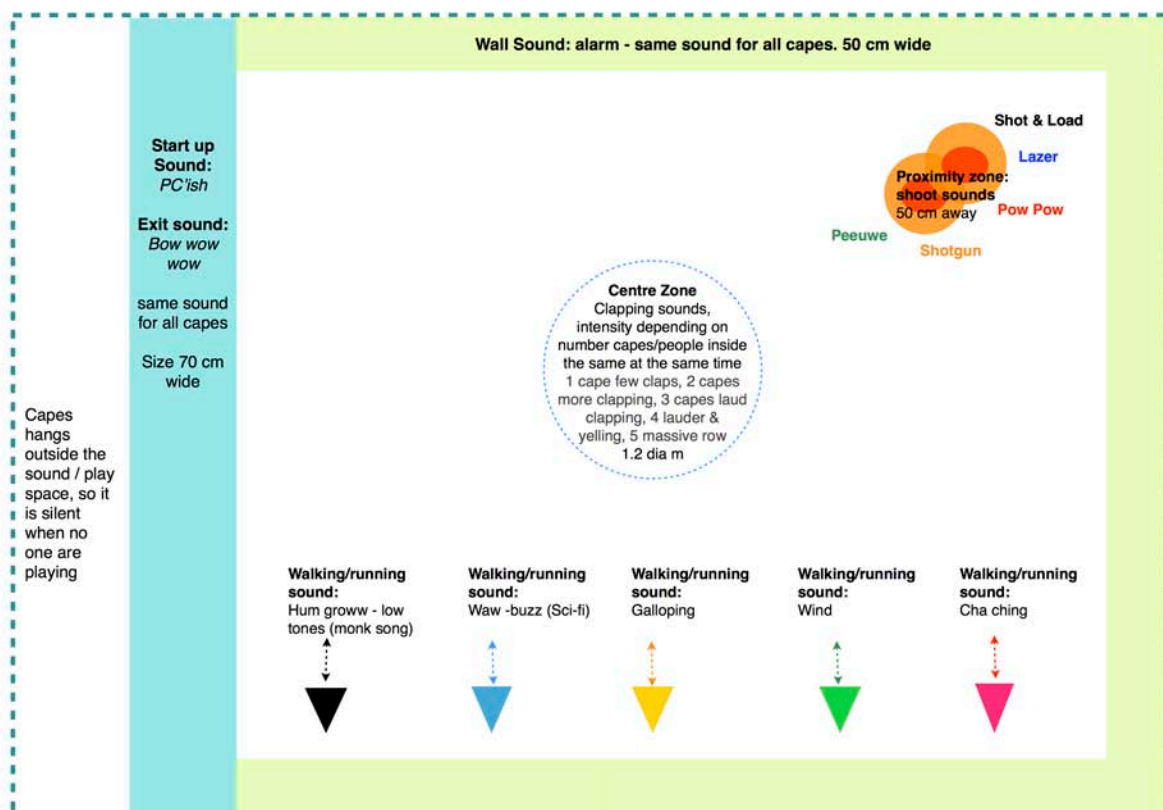 Wall Sound: alarm - same sound for all capes. 50 cm wide
Start up
Sound:
PC'ish
Exit sound:
Bow wow
wow
same sound
for all capes
Size 70 cm
wide
Capes
hangs
outside the
sound / play
space, so it
is silent
when no
one are
playing
Shot & Load
Lazer
Proximity zone:
shoot sounds
50 cm away
Pow Pow
Peeuwe
Shotgun
Centre Zone
Clapping sounds,
intensity depending on
number capes/people inside
the same at the same time
1 cape few claps, 2 capes
more clapping, 3 capes laud
clapping, 4 lauder &
yelling, 5 massive row
1.2 dia m
Walking/running
sound:
Hum groww - low
tones (monk song)
Walking/running
sound:
Waw -buzz (Sci-fi)
Walking/running
sound:
Galloping
Walking/running
sound:
Wind
Walking/running
sound:
Cha ching